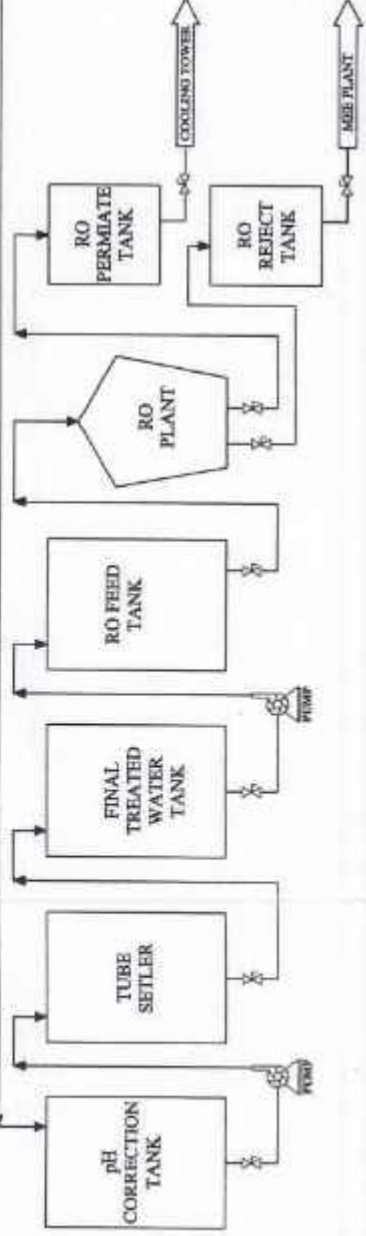 pH
CORRECTION
TANK
PUMP
TUBE
SETLER
FINAL
TREATED
WATER
TANK
PUMP
RO FEED
TANK
RO
PLANT
RO
PERMIATE
TANK
COOLING TOWER
RO
REJECT
TANK
MEE PLANT